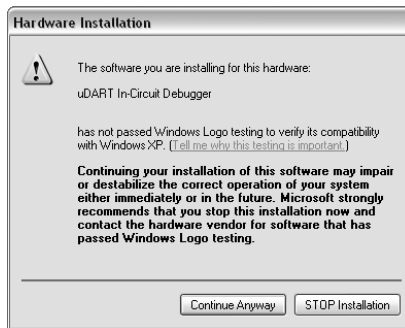 Hardware Installation
The software you are installing for this hardware:
uDART In-Circuit Debugger
has not passed Windows Logo testing to verify its compatibility
with Windows XP. (Tell me why this testing is important.)
Continuing your installation of this software may impair
or destabilize the correct operation of your system
either immediately or in the future. Microsoft strongly
recommends that you stop this installation now and
contact the hardware vendor for software that has
passed Windows Logo testing.
Continue Anyway
STOP Installation